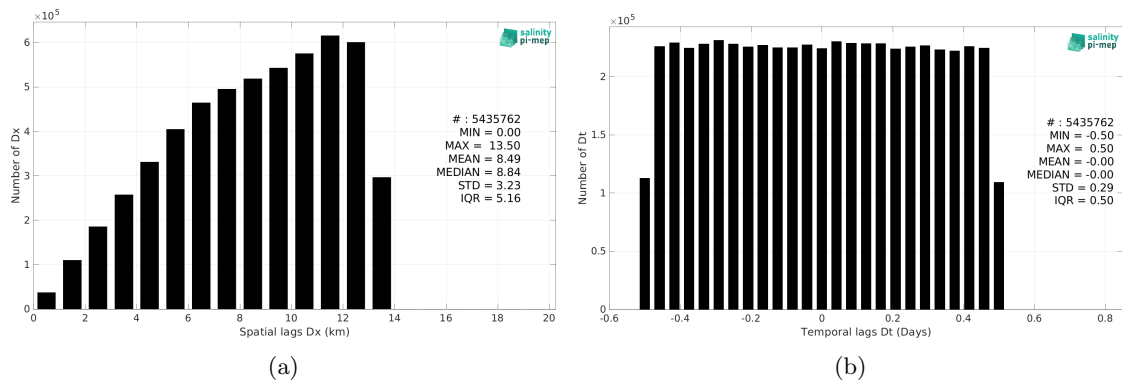 ×10⁵
6
5
4
3
2
1
0
Number of Dx
0 2 4 6 8 10 12 14 16 18 20
Spatial lags Dx (km)
salinity
pi-mep
# : 5435762
MIN = 0.00
MAX = 13.50
MEAN = 8.49
MEDIAN = 8.84
STD = 3.23
IQR = 5.16
(a)
×10⁵
2
1.5
1
0.5
0
Number of Dt
-0.6 -0.4 -0.2 0 0.2 0.4 0.6 0.8
Temporal lags Dt (Days)
salinity
pi-mep
# : 5435762
MIN = -0.50
MAX = 0.50
MEAN = -0.00
MEDIAN = -0.00
STD = 0.29
IQR = 0.50
(b)